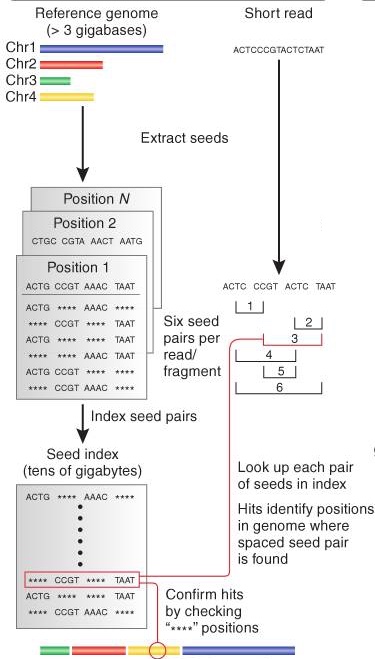 Reference genome
(> 3 gigabases)
Chr1
Chr2
Chr3
Chr4
Short read
ACTCCCGTACTCTAAT
Extract seeds
Position N
Position 2
CTGC CGTA AACT AATG
Position 1
ACTG CCGT AAAC TAAT
ACTG **** AAAC ****
**** CCGT **** TAAT
ACTG **** **** TAAT
**** **** AAAC TAAT
ACTG CCGT **** ****
**** CCGT AAAC ****
Six seed
pairs per
read/
fragment
ACTC CCGT ACTC TAAT
1
2
3
4
5
6
Index seed pairs
Seed index
(tens of gigabytes)
ACTG **** AAAC ****
**** CCGT **** TAAT
ACTG **** **** TAAT
**** CCGT AAAC ****
Look up each pair
of seeds in index
Hits identify positions
in genome where
spaced seed pair
is found
Confirm hits
by checking
"****" positions